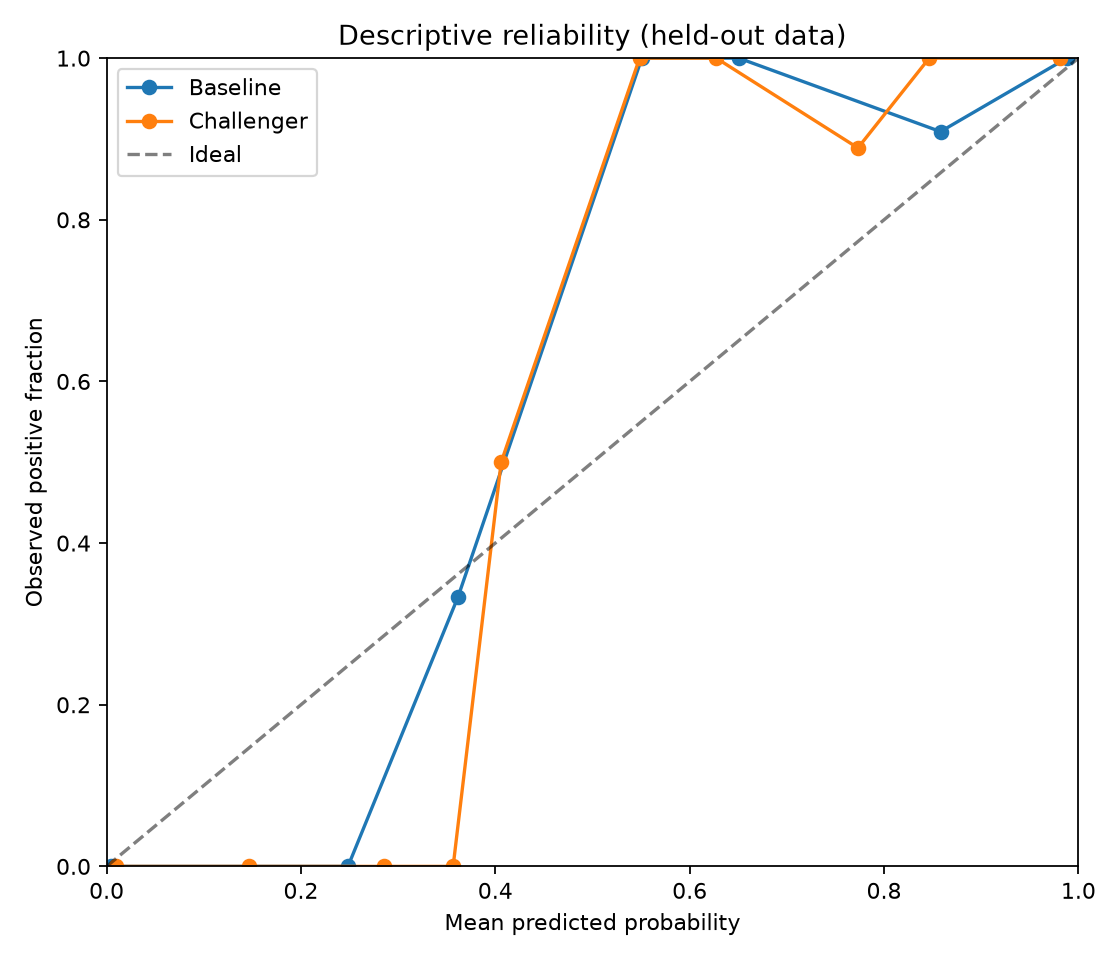 Descriptive reliability (held-out data)
Baseline
Challenger
Ideal
1.0
0.8
0.6
0.4
0.2
0.0
Observed positive fraction
0.0 0.2 0.4 0.6 0.8 1.0
Mean predicted probability